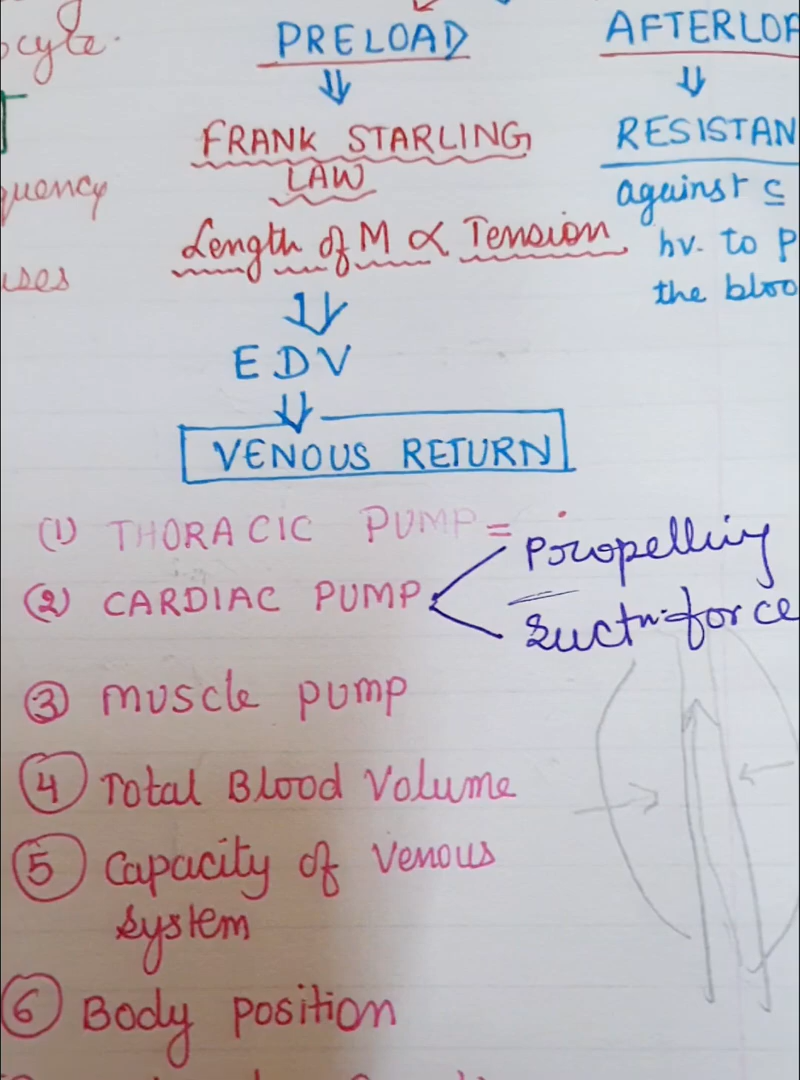 ocyte.
PRELOAD
AFTERLOA
⇓
⇓
FRANK STARLING
LAW
RESISTAN
quency
against c̄
Length of M ∝ Tension
hv. to p
uses
the bloo
⇓
EDV
⇓
VENOUS RETURN
(1) THORACIC PUMP =
Propelling
(2) CARDIAC PUMP
Suctn. force
③ muscle pump
④ Total Blood Volume
⑤ Capacity of Venous
system
⑥ Body position